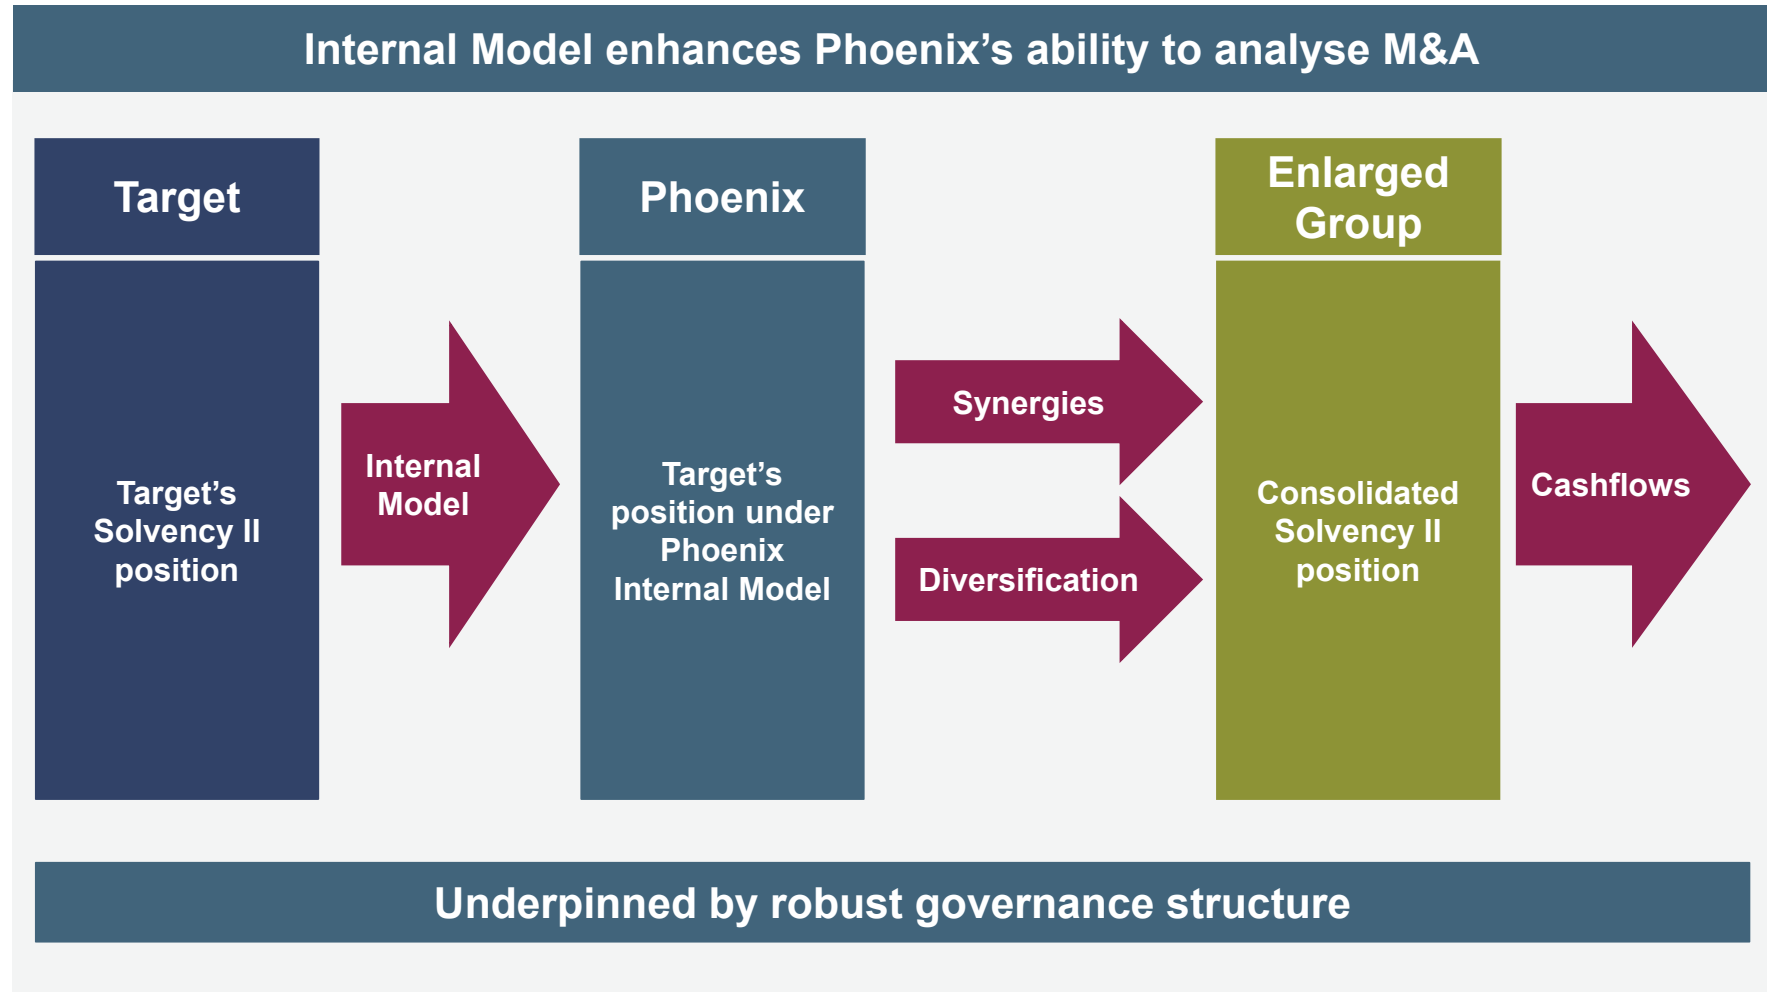 Internal Model enhances Phoenix’s ability to analyse M&A
Target
Target’s
Solvency II
position
Internal
Model
Phoenix
Target’s
position under
Phoenix
Internal Model
Synergies
Diversification
Enlarged
Group
Consolidated
Solvency II
position
Cashflows
Underpinned by robust governance structure